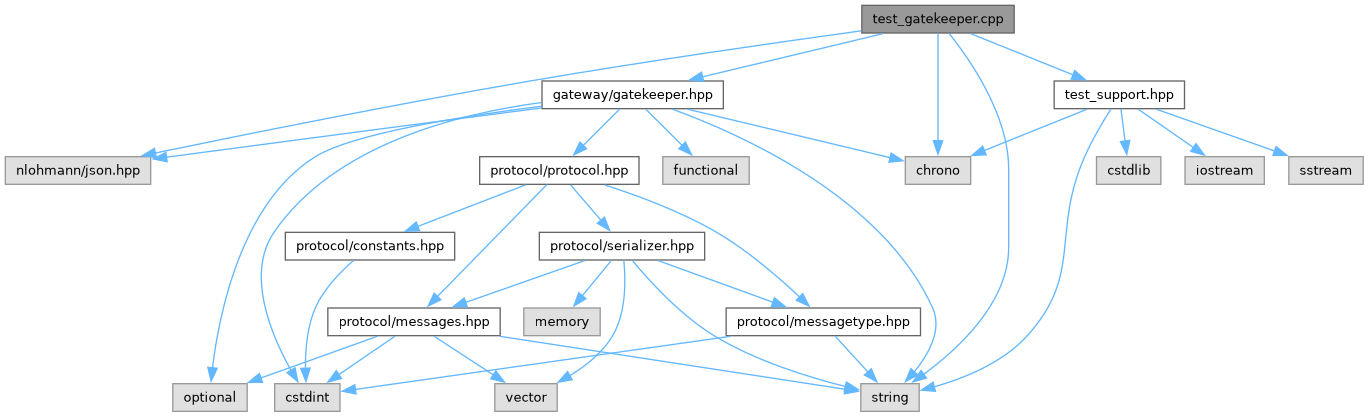 test_gatekeeper.cpp
gateway/gatekeeper.hpp
test_support.hpp
nlohmann/json.hpp
protocol/protocol.hpp
functional
chrono
cstdlib
iostream
sstream
protocol/constants.hpp
protocol/serializer.hpp
protocol/messages.hpp
memory
protocol/messagetype.hpp
optional
cstdint
vector
string